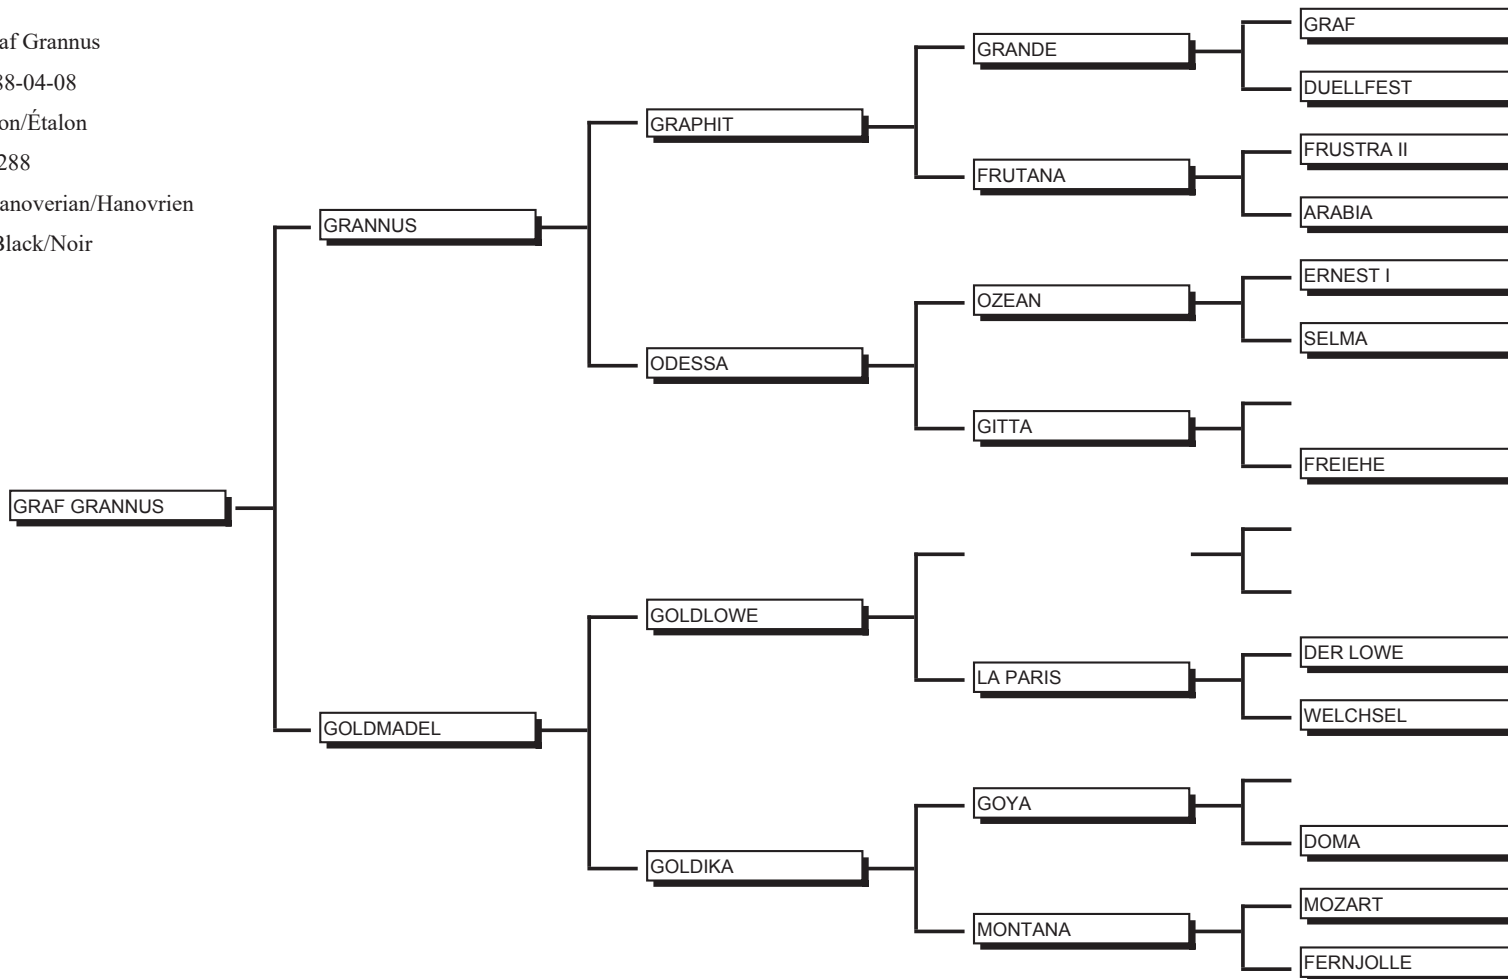 af Grannus
88-04-08
on/Étalon
288
anoverian/Hanovrien
Black/Noir
GRAF GRANNUS
GRANNUS
GOLDMADEL
GRAPHIT
ODESSA
GOLDLOWE
GOLDIKA
GRANDE
FRUTANA
OZEAN
GITTA
LA PARIS
GOYA
MONTANA
GRAF
DUELLFEST
FRUSTRA II
ARABIA
ERNEST I
SELMA
FREIEHE
DER LOWE
WELCHSEL
DOMA
MOZART
FERNJOLLE